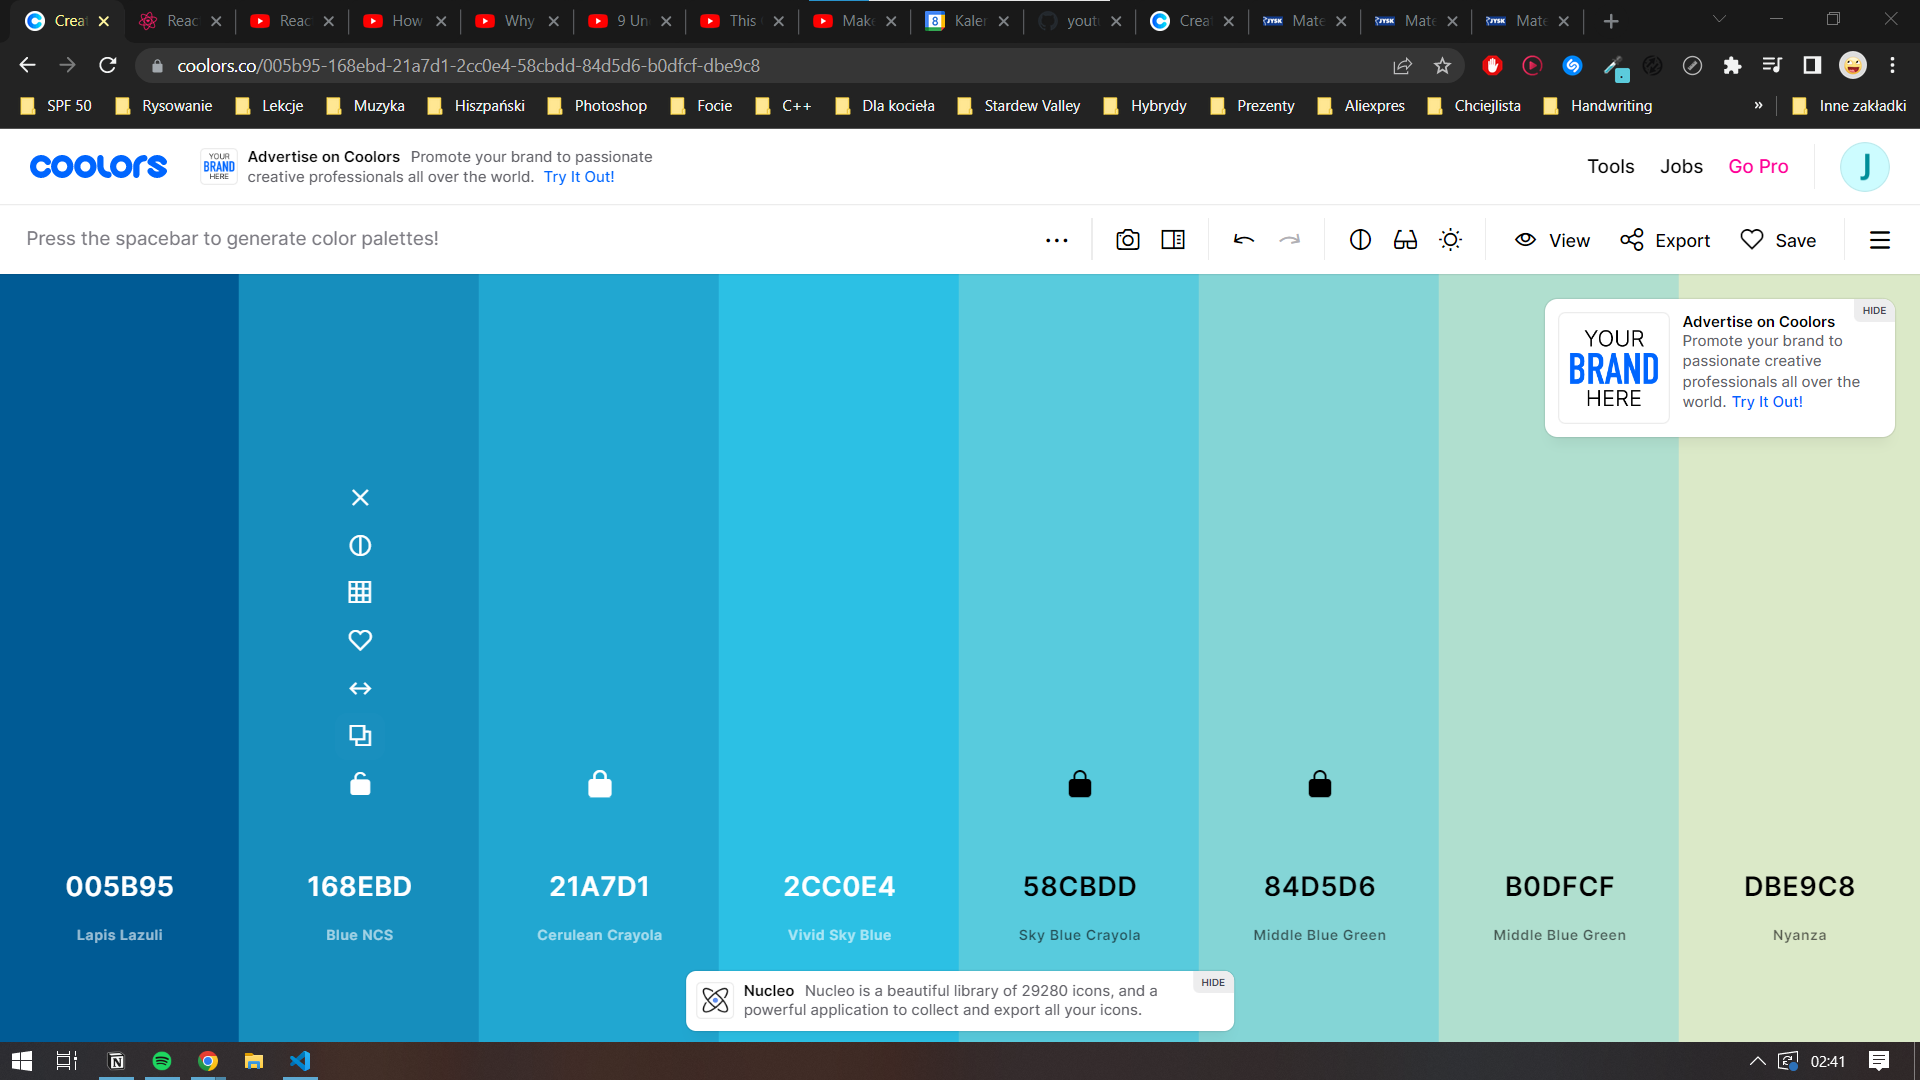 Creat
Reac
Reac
How
Why
9 Un
This
Make
Kaler
yout
Creat
JYSK
Mate
JYSK
Mate
JYSK
Mate
coolors.co/005b95-168ebd-21a7d1-2cc0e4-58cbdd-84d5d6-b0dfcf-dbe9c8
SPF 50
Rysowanie
Lekcje
Muzyka
Hiszpański
Photoshop
Focie
C++
Dla kocieła
Stardew Valley
Hybrydy
Prezenty
Aliexpres
Chciejlista
Handwriting
»
Inne zakładki
coolors
YOUR
BRAND
HERE
Advertise on Coolors Promote your brand to passionate
creative professionals all over the world. Try It Out!
Tools
Jobs
Go Pro
J
Press the spacebar to generate color palettes!
View
Export
Save
HIDE
YOUR
BRAND
HERE
Advertise on Coolors
Promote your brand to
passionate creative
professionals all over the
world. Try It Out!
005B95
168EBD
21A7D1
2CC0E4
58CBDD
84D5D6
B0DFCF
DBE9C8
Lapis Lazuli
Blue NCS
Cerulean Crayola
Vivid Sky Blue
Sky Blue Crayola
Middle Blue Green
Middle Blue Green
Nyanza
HIDE
Nucleo Nucleo is a beautiful library of 29280 icons, and a
powerful application to collect and export all your icons.
02:41